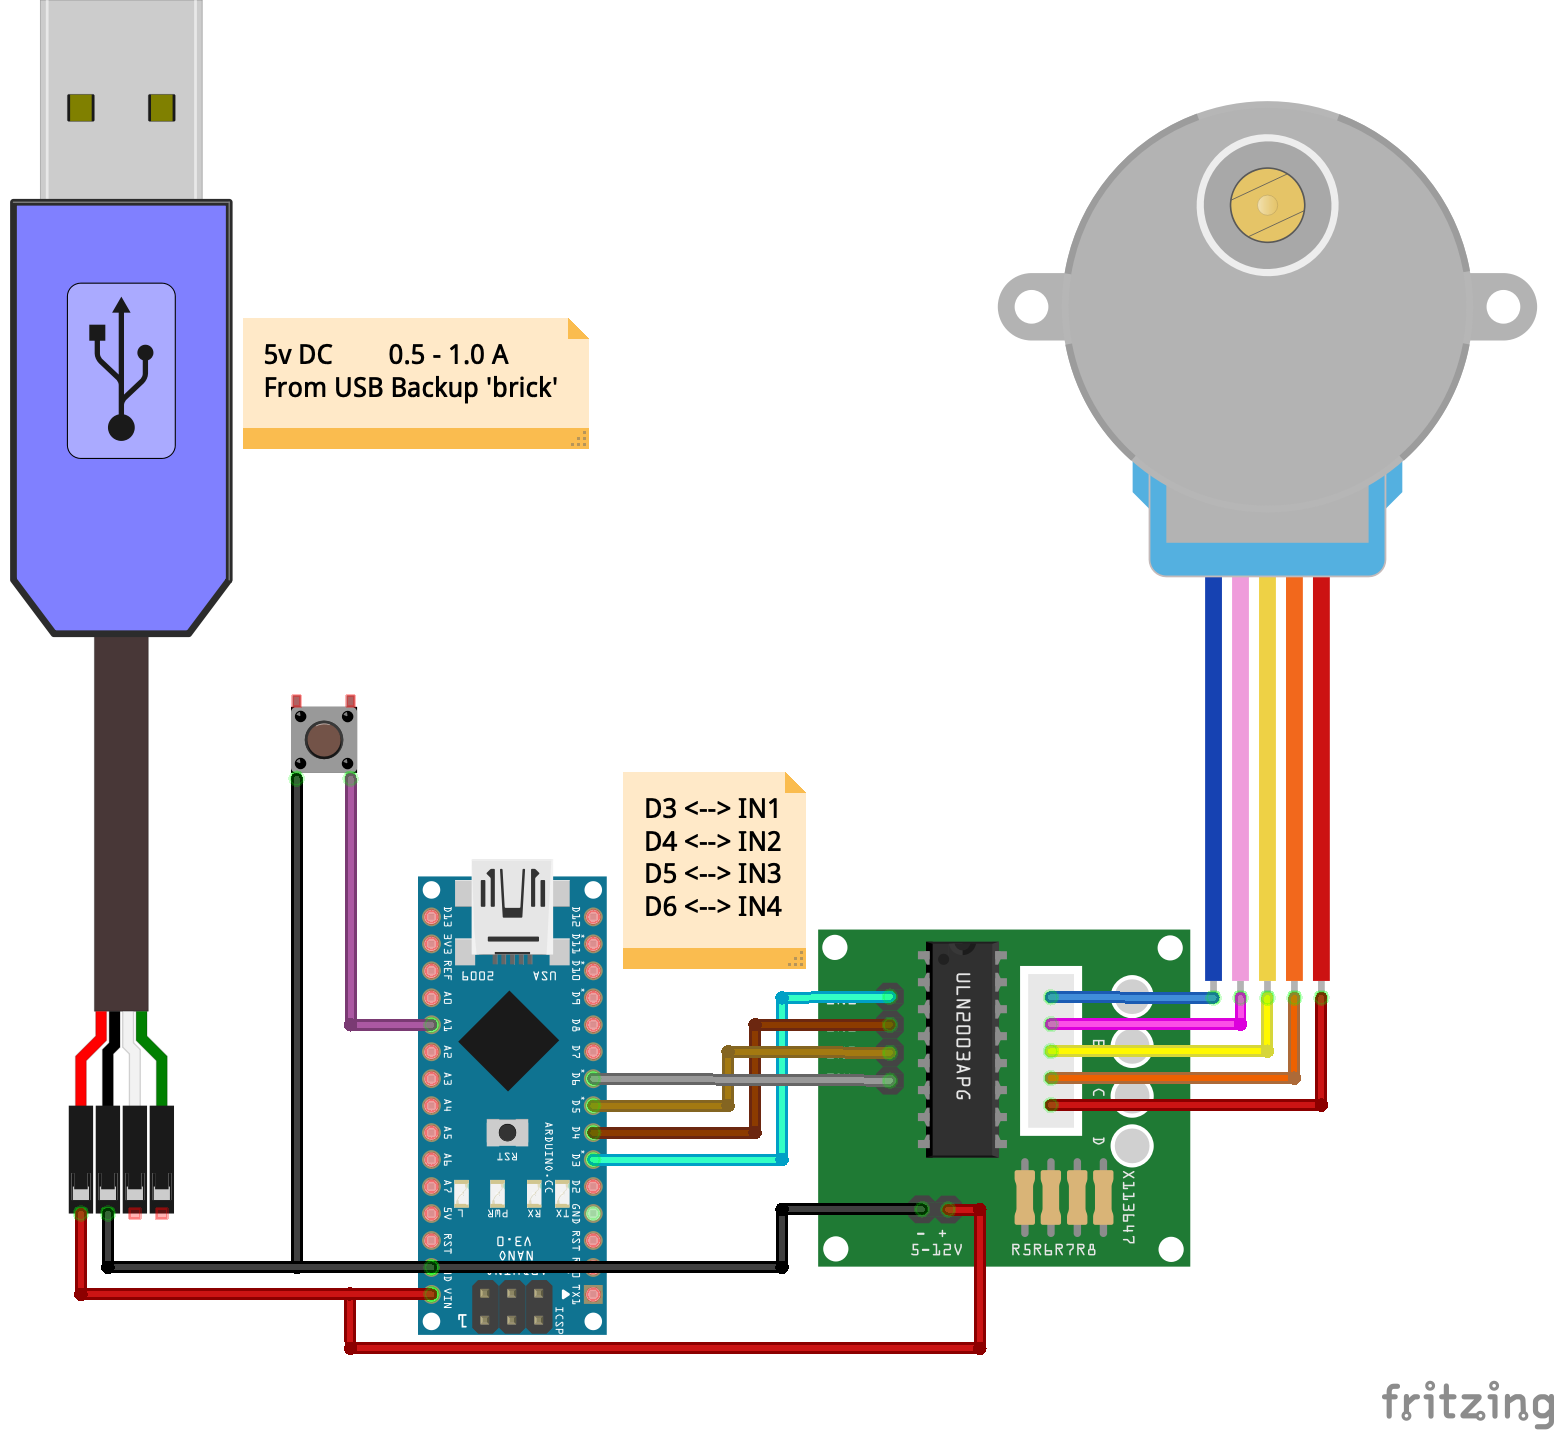 5v DC 0.5 - 1.0 A
From USB Backup 'brick'
D3 <--> IN1
D4 <--> IN2
D5 <--> IN3
D6 <--> IN4
D13
3V3
REF
A0
A1
A2
A3
A4
A5
A6
A7
5V
RST
VIN
D12
D11
D10
D9
D8
D7
D6
D5
D4
D3
D2
GND
RST
TX1
USA
2009
RST
ARDUINO.CC
L
PWR
RX
TX
V3.0
NANO
ARDUINO
1
ICSP
ULN2003APG
B
C
D
X113647
- +
5-12V
R5R6R7R8
fritzing